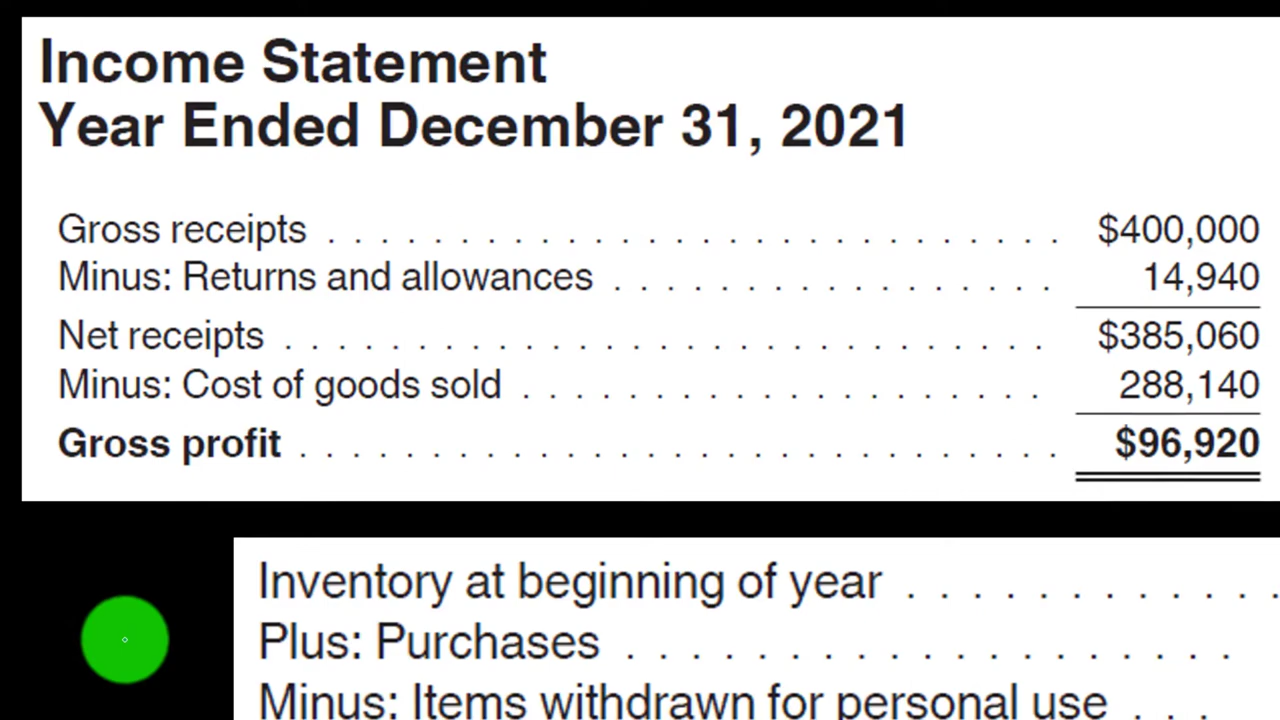 Income Statement
Year Ended December 31, 2021
Gross receipts . . . . . . . . . . . . . . . . . . . . . . . . . . . . $400,000
Minus: Returns and allowances . . . . . . . . . . . . . . . . . 14,940
Net receipts . . . . . . . . . . . . . . . . . . . . . . . . . . . . . $385,060
Minus: Cost of goods sold . . . . . . . . . . . . . . . . . . . . 288,140
Gross profit . . . . . . . . . . . . . . . . . . . . . . . . . . . . . $96,920
Inventory at beginning of year . . . . . . . . . . . .
Plus: Purchases . . . . . . . . . . . . . . . . . . .
Minus: Items withdrawn for personal use . . .